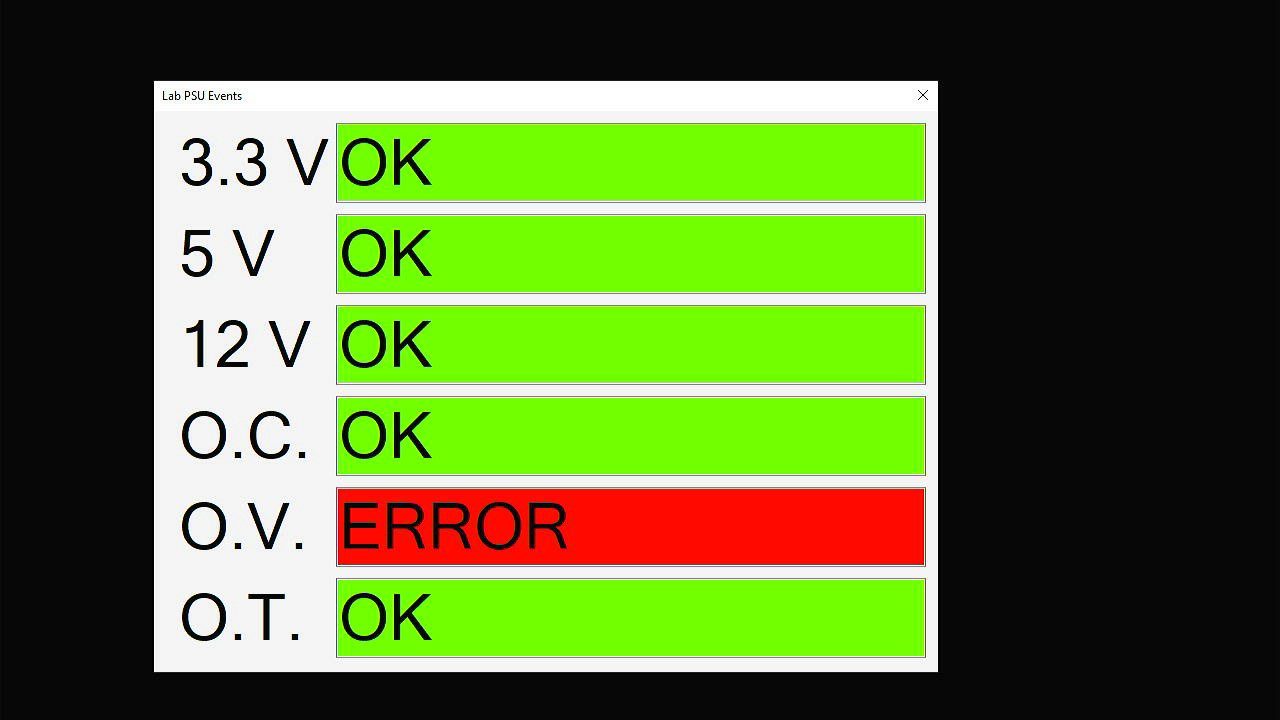 Lab PSU Events
3.3 V OK
5 V OK
12 V OK
O.C. OK
O.V. ERROR
O.T. OK